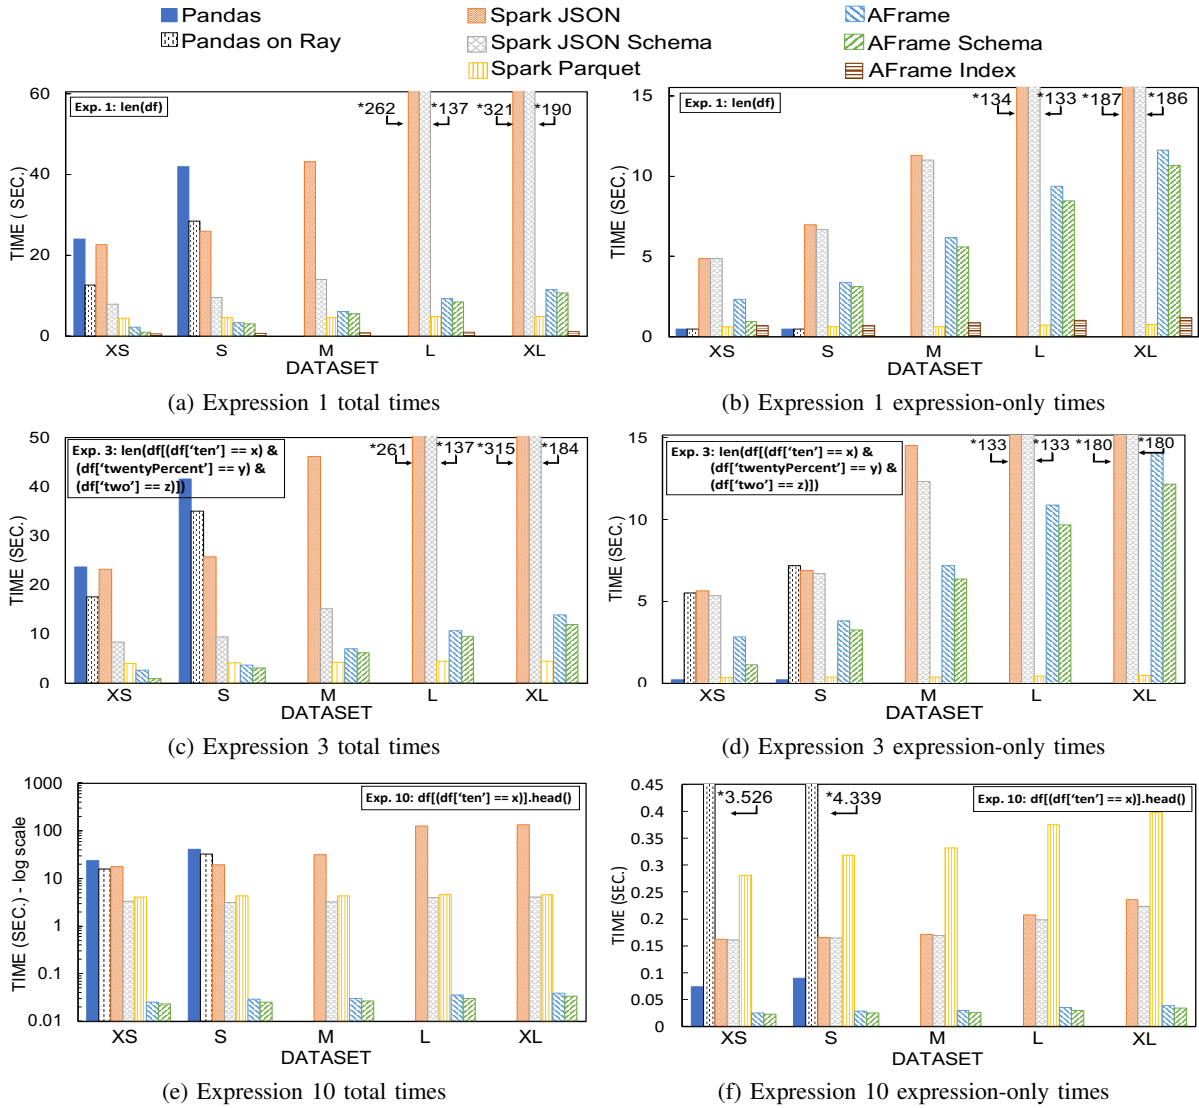 Pandas Spark JSON AFrame
Pandas on Ray Spark JSON Schema AFrame Schema
Spark Parquet AFrame Index
60
40
20
0
TIME ( SEC.)
Exp. 1: len(df)
*262 *137 *321 *190
XS S M L XL
DATASET
(a) Expression 1 total times
15
10
5
0
TIME (SEC.)
Exp. 1: len(df)
*134 *133 *187 *186
XS S M L XL
DATASET
(b) Expression 1 expression-only times
50
40
30
20
10
0
TIME (SEC.)
Exp. 3: len(df[(df[‘ten’] == x) &
(df[‘twentyPercent’] == y) &
(df[‘two’] == z)])
*261 *137 *315 *184
XS S M L XL
DATASET
(c) Expression 3 total times
15
10
5
0
TIME (SEC.)
Exp. 3: len(df[(df[‘ten’] == x) &
(df[‘twentyPercent’] == y) &
(df[‘two’] == z)])
*133 *133 *180 *180
XS S M L XL
DATASET
(d) Expression 3 expression-only times
1000
100
10
1
0.1
0.01
TIME (SEC.) - log scale
Exp. 10: df[(df[‘ten’] == x)].head()
XS S M L XL
DATASET
(e) Expression 10 total times
0.45
0.4
0.35
0.3
0.25
0.2
0.15
0.1
0.05
0
TIME (SEC.)
*3.526 *4.339
Exp. 10: df[(df[‘ten’] == x)].head()
XS S M L XL
DATASET
(f) Expression 10 expression-only times